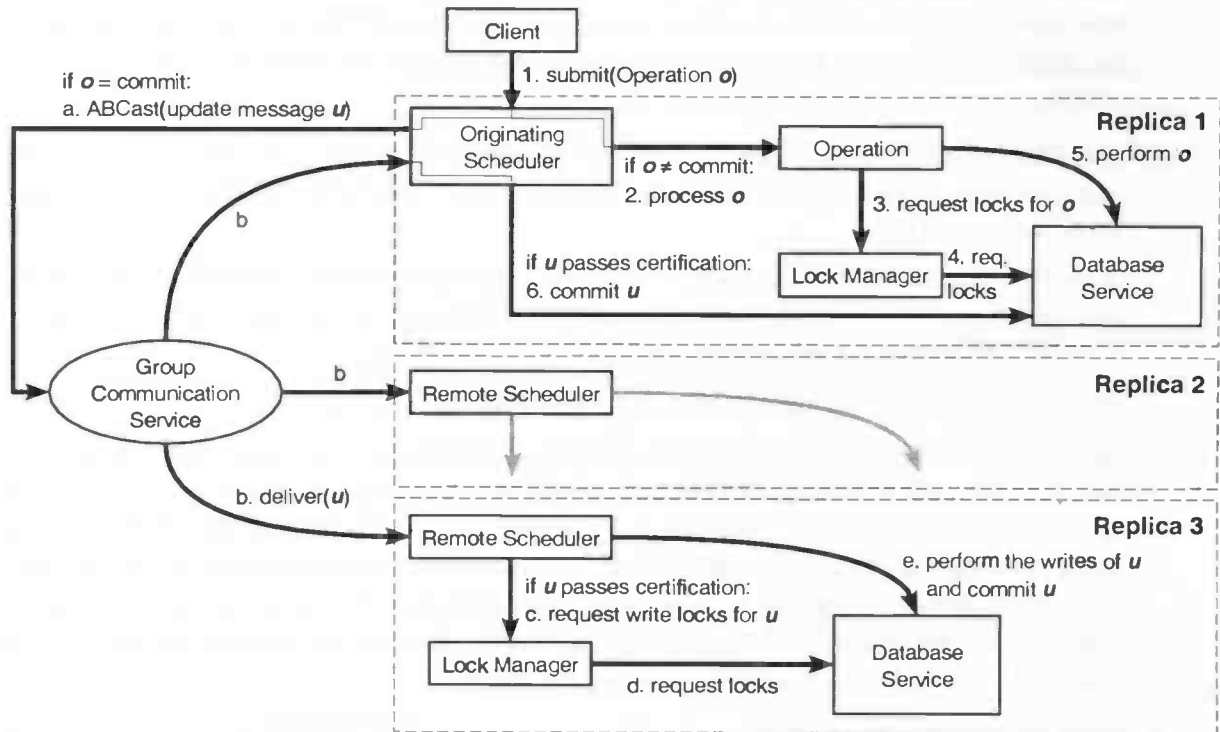 Client
1. submit(Operation o)
if o = commit:
a. ABCast(update message u)
Replica 1
Originating
Scheduler
if o ≠ commit:
2. process o
Operation
5. perform o
3. request locks for o
b
if u passes certification:
6. commit u
Lock Manager
4. req.
locks
Database
Service
Group
Communication
Service
b
Remote Scheduler
Replica 2
b. deliver(u)
Replica 3
Remote Scheduler
e. perform the writes of u
and commit u
if u passes certification:
c. request write locks for u
Lock Manager
d. request locks
Database
Service